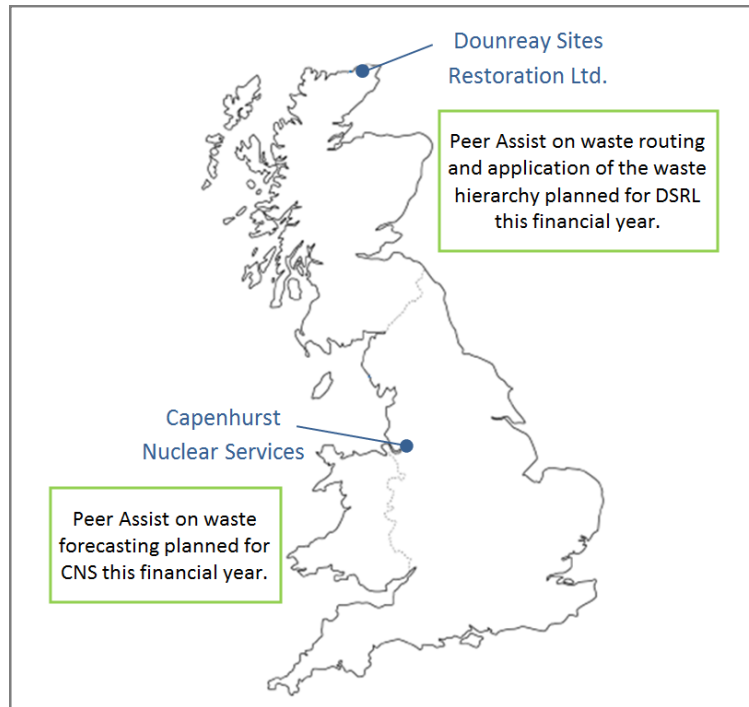 Dounreay Sites
Restoration Ltd.
Peer Assist on waste routing
and application of the waste
hierarchy planned for DSRL
this financial year.
Capenhurst
Nuclear Services
Peer Assist on waste
forecasting planned for
CNS this financial year.